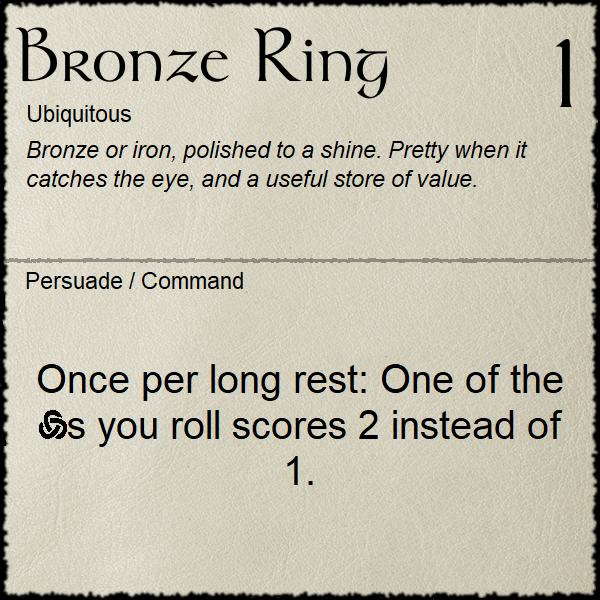 Bronze Ring
1
Ubiquitous
Bronze or iron, polished to a shine. Pretty when it
catches the eye, and a useful store of value.
Persuade / Command
Once per long rest: One of the
s you roll scores 2 instead of
1.